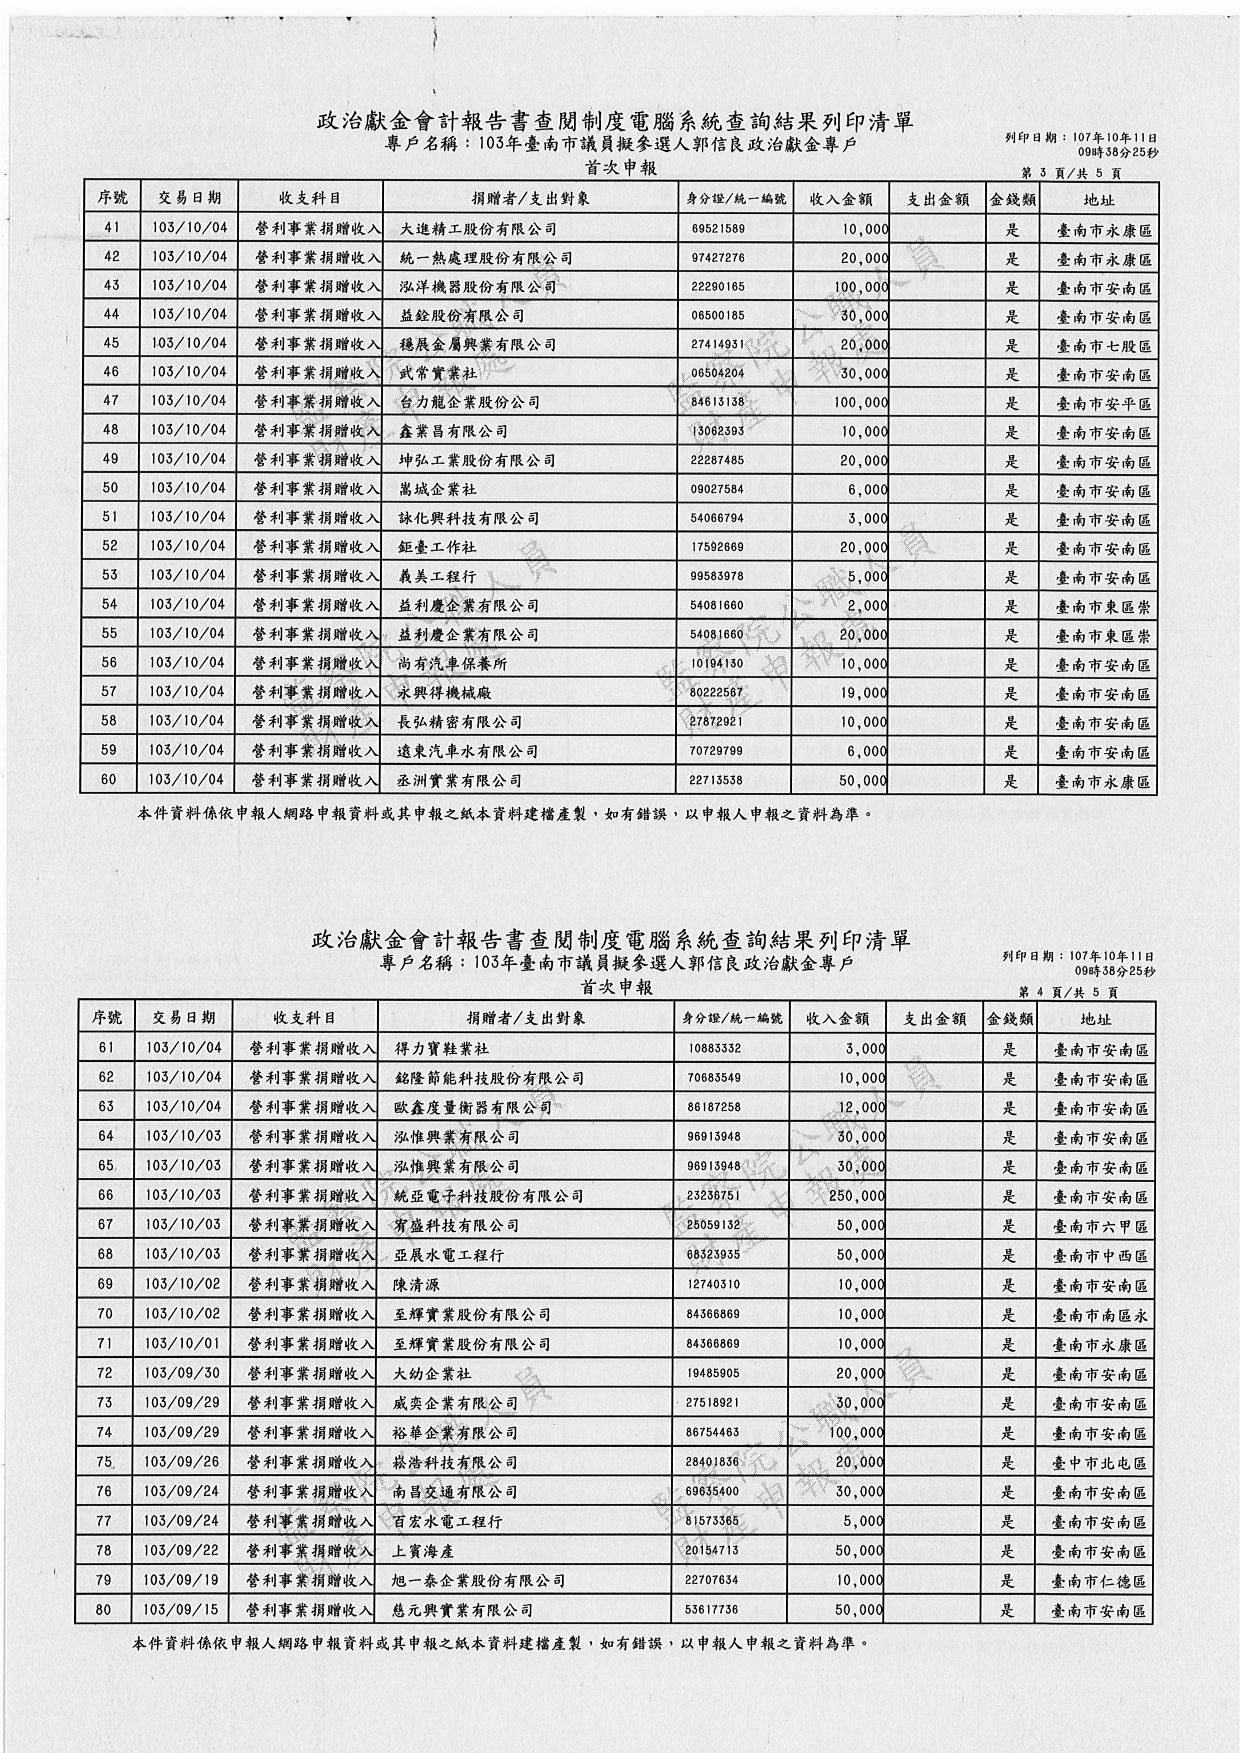 政治獻金會計報告書查閱制度電腦系統查詢結果列印清單
專戶名稱：103年臺南市議員擬參選人郭信良政治獻金專戶
首次申報
列印日期：107年10年11日
09時38分25秒
第 3 頁/共 5 頁
序號 交易日期 收支科目 捐贈者/支出對象 身分證/統一編號 收入金額 支出金額 金錢類 地址
41 103/10/04 營利事業捐贈收入 大進精工股份有限公司 69521589 10,000 是 臺南市永康區
42 103/10/04 營利事業捐贈收入 統一熱處理股份有限公司 97427276 20,000 是 臺南市永康區
43 103/10/04 營利事業捐贈收入 泓洋機器股份有限公司 22290165 100,000 是 臺南市安南區
44 103/10/04 營利事業捐贈收入 益銓股份有限公司 06500185 30,000 是 臺南市安南區
45 103/10/04 營利事業捐贈收入 穩展金屬興業有限公司 27414931 20,000 是 臺南市七股區
46 103/10/04 營利事業捐贈收入 武常實業社 06504204 30,000 是 臺南市安南區
47 103/10/04 營利事業捐贈收入 台力龍企業股份公司 84613138 100,000 是 臺南市安平區
48 103/10/04 營利事業捐贈收入 鑫業昌有限公司 13062393 10,000 是 臺南市安南區
49 103/10/04 營利事業捐贈收入 坤弘工業股份有限公司 22287485 20,000 是 臺南市安南區
50 103/10/04 營利事業捐贈收入 嵩城企業社 09027584 6,000 是 臺南市安南區
51 103/10/04 營利事業捐贈收入 詠化興科技有限公司 54066794 3,000 是 臺南市安南區
52 103/10/04 營利事業捐贈收入 鉅臺工作社 17592669 20,000 是 臺南市安南區
53 103/10/04 營利事業捐贈收入 義美工程行 99583978 5,000 是 臺南市安南區
54 103/10/04 營利事業捐贈收入 益利慶企業有限公司 54081660 2,000 是 臺南市東區崇
55 103/10/04 營利事業捐贈收入 益利慶企業有限公司 54081660 20,000 是 臺南市東區崇
56 103/10/04 營利事業捐贈收入 尚有汽車保養所 10194130 10,000 是 臺南市安南區
57 103/10/04 營利事業捐贈收入 永興得機械廠 80222567 19,000 是 臺南市安南區
58 103/10/04 營利事業捐贈收入 長弘精密有限公司 27872921 10,000 是 臺南市安南區
59 103/10/04 營利事業捐贈收入 遠東汽車水有限公司 70729799 6,000 是 臺南市安南區
60 103/10/04 營利事業捐贈收入 丞洲實業有限公司 22713538 50,000 是 臺南市永康區
本件資料係依申報人網路申報資料或其申報之紙本資料建檔產製，如有錯誤，以申報人申報之資料為準。
政治獻金會計報告書查閱制度電腦系統查詢結果列印清單
專戶名稱：103年臺南市議員擬參選人郭信良政治獻金專戶
首次申報
列印日期：107年10年11日
09時38分25秒
第 4 頁/共 5 頁
序號 交易日期 收支科目 捐贈者/支出對象 身分證/統一編號 收入金額 支出金額 金錢類 地址
61 103/10/04 營利事業捐贈收入 得力寶鞋業社 10883332 3,000 是 臺南市安南區
62 103/10/04 營利事業捐贈收入 銘隆節能科技股份有限公司 70683549 10,000 是 臺南市安南區
63 103/10/04 營利事業捐贈收入 歐鑫度量衡器有限公司 86187258 12,000 是 臺南市安南區
64 103/10/03 營利事業捐贈收入 泓惟興業有限公司 96913948 30,000 是 臺南市安南區
65 103/10/03 營利事業捐贈收入 泓惟興業有限公司 96913948 30,000 是 臺南市安南區
66 103/10/03 營利事業捐贈收入 統亞電子科技股份有限公司 23236751 250,000 是 臺南市安南區
67 103/10/03 營利事業捐贈收入 宥盛科技有限公司 25059132 50,000 是 臺南市六甲區
68 103/10/03 營利事業捐贈收入 亞展水電工程行 68323935 50,000 是 臺南市中西區
69 103/10/02 營利事業捐贈收入 陳清源 12740310 10,000 是 臺南市安南區
70 103/10/02 營利事業捐贈收入 至輝實業股份有限公司 84366869 10,000 是 臺南市南區永
71 103/10/01 營利事業捐贈收入 至輝實業股份有限公司 84366869 10,000 是 臺南市永康區
72 103/09/30 營利事業捐贈收入 大幼企業社 19485905 20,000 是 臺南市安南區
73 103/09/29 營利事業捐贈收入 威奕企業有限公司 27518921 30,000 是 臺南市安南區
74 103/09/29 營利事業捐贈收入 裕華企業有限公司 86754463 100,000 是 臺南市安南區
75 103/09/26 營利事業捐贈收入 崧浩科技有限公司 28401836 20,000 是 臺中市北屯區
76 103/09/24 營利事業捐贈收入 南昌交通有限公司 69635400 30,000 是 臺南市安南區
77 103/09/24 營利事業捐贈收入 百宏水電工程行 81573365 5,000 是 臺南市安南區
78 103/09/22 營利事業捐贈收入 上賓海產 20154713 50,000 是 臺南市安南區
79 103/09/19 營利事業捐贈收入 旭一泰企業股份有限公司 22707634 10,000 是 臺南市仁德區
80 103/09/15 營利事業捐贈收入 慈元興實業有限公司 53617736 50,000 是 臺南市安南區
本件資料係依申報人網路申報資料或其申報之紙本資料建檔產製，如有錯誤，以申報人申報之資料為準。
監察院公職人員
財產申報處